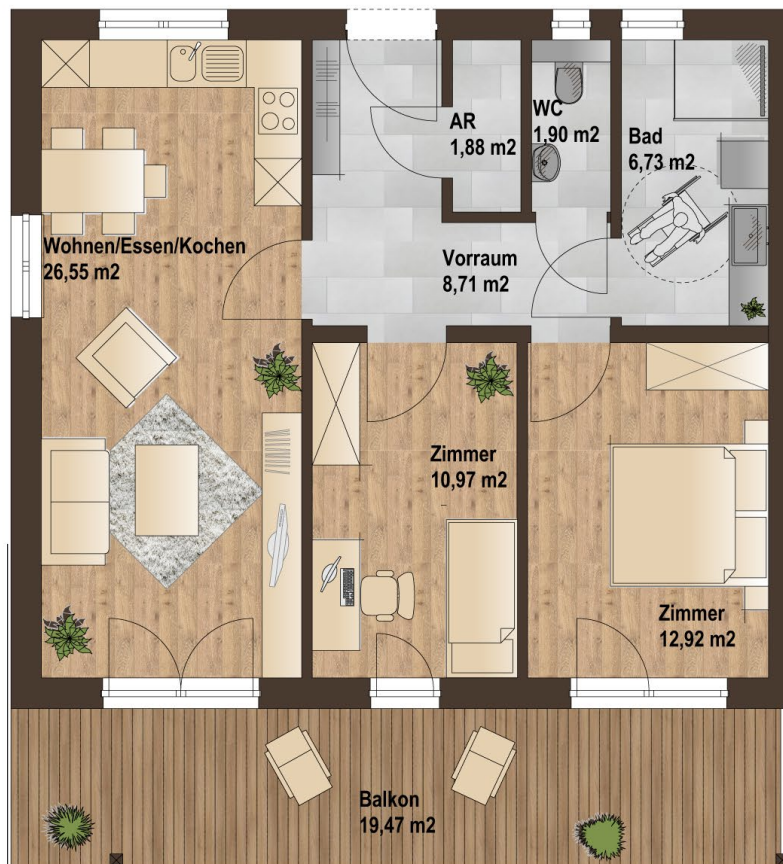 AR
1,88 m2
WC
1,90 m2
Bad
6,73 m2
Wohnen/Essen/Kochen
26,55 m2
Vorraum
8,71 m2
Zimmer
10,97 m2
Zimmer
12,92 m2
Balkon
19,47 m2